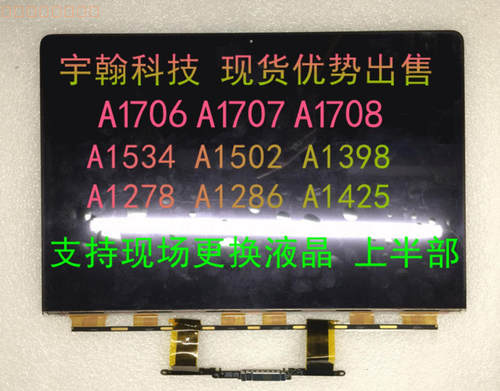 宇翰科技 现货优势出售
A1706 A1707 A1708
A1534 A1502 A1398
A1278 A1286 A1425
支持现场更换液晶 上半部